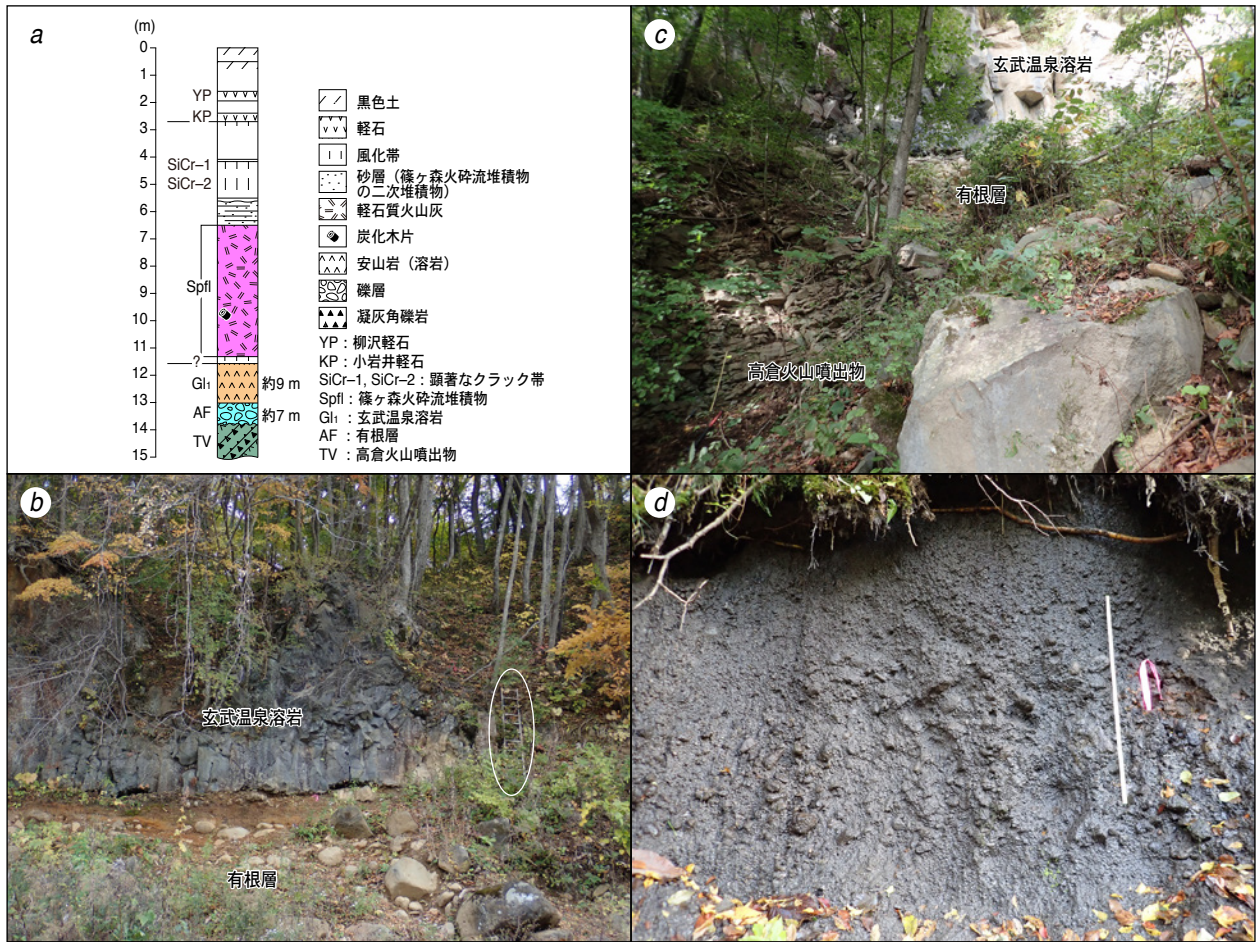 a
(m)
0
1
YP
2
KP
3
4
SiCr–1
SiCr–2
5
6
7
8
Spfl
9
10
11
?
12
Gl₁
約9 m
13
AF
約7 m
14
TV
15
黒色土
軽石
風化帯
砂層（篠ヶ森火砕流堆積物
の二次堆積物）
軽石質火山灰
炭化木片
安山岩（溶岩）
礫層
凝灰角礫岩
YP：柳沢軽石
KP：小岩井軽石
SiCr–1, SiCr–2：顕著なクラック帯
Spfl：篠ヶ森火砕流堆積物
Gl₁：玄武温泉溶岩
AF ：有根層
TV ：高倉火山噴出物
c
玄武温泉溶岩
有根層
高倉火山噴出物
b
玄武温泉溶岩
有根層
d